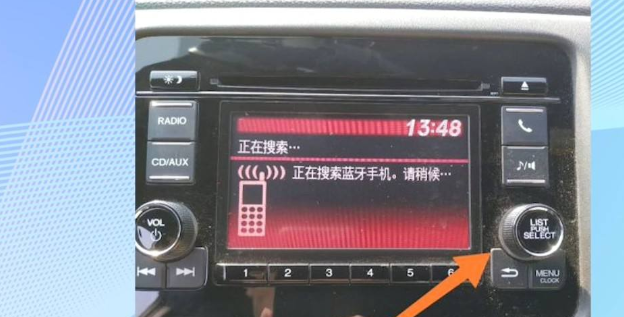 RADIO
CD/AUX
VOL
13:48
正在搜索…
正在搜索蓝牙手机。请稍候…
1 2 3 4 5 6
LIST
PUSH
SELECT
MENU
CLOCK